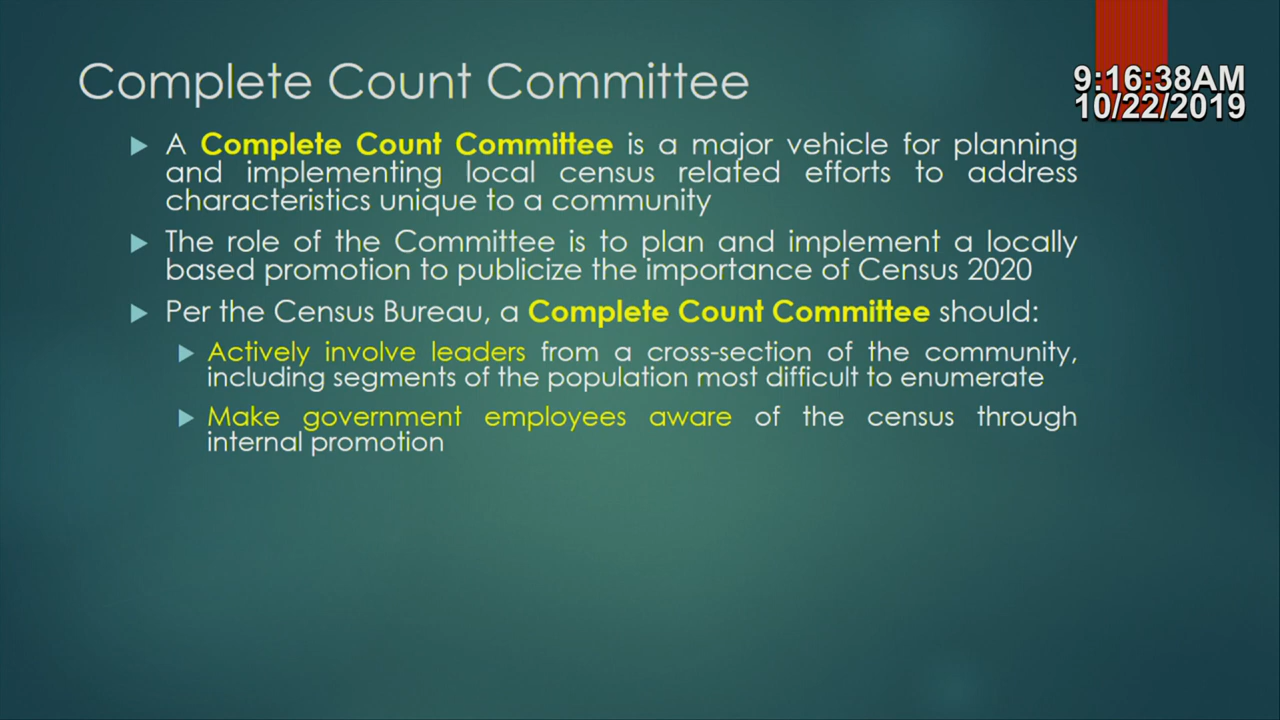 Complete Count Committee
9:16:38AM
10/22/2019
A Complete Count Committee is a major vehicle for planning
and implementing local census related efforts to address
characteristics unique to a community
The role of the Committee is to plan and implement a locally
based promotion to publicize the importance of Census 2020
Per the Census Bureau, a Complete Count Committee should:
Actively involve leaders from a cross-section of the community,
including segments of the population most difficult to enumerate
Make government employees aware of the census through
internal promotion